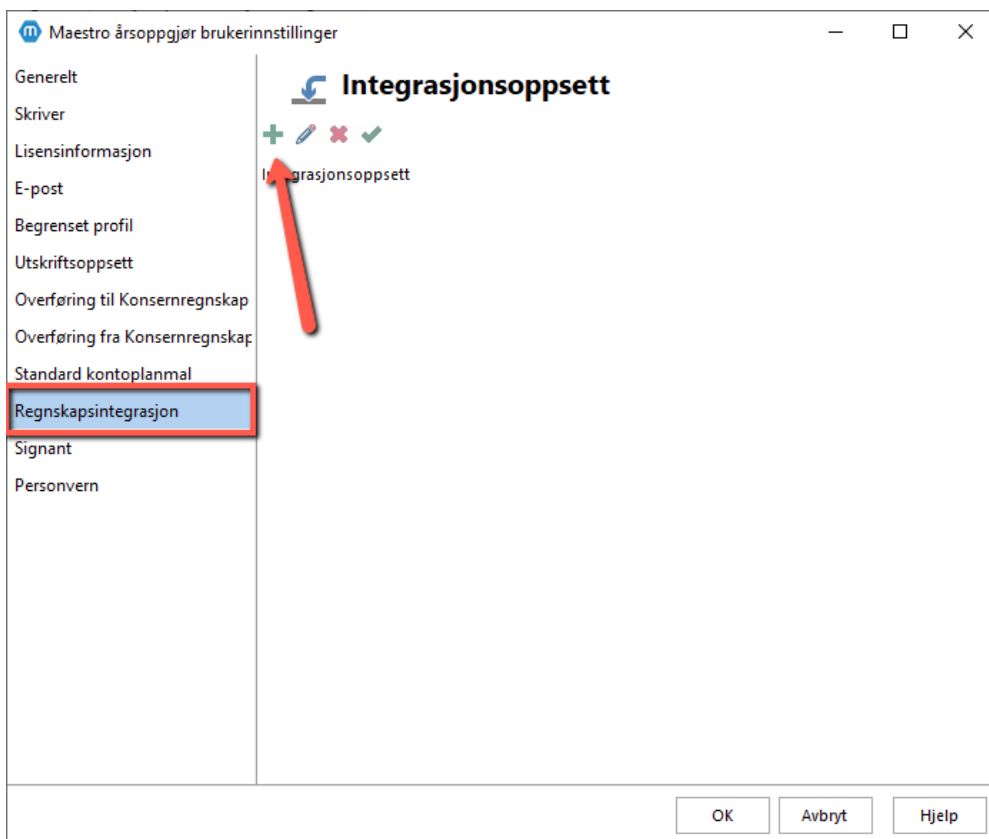 Maestro årsoppgjør brukerinnstillinger
Generelt
Skriver
Lisensinformasjon
E-post
Begrenset profil
Utskriftsoppsett
Overføring til Konsernregnskap
Overføring fra Konsernregnskap
Standard kontoplanmal
Regnskapsintegrasjon
Signant
Personvern
Integrasjonsoppsett
Integrasjonsoppsett
OK
Avbryt
Hjelp